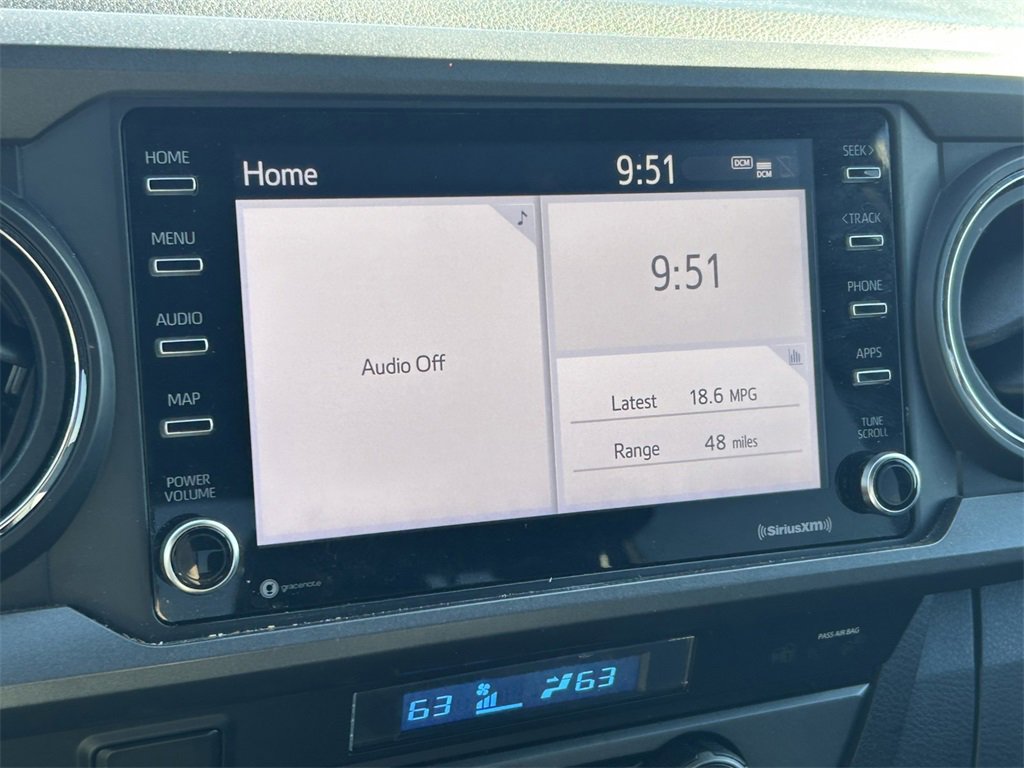 HOME
MENU
AUDIO
MAP
POWER
VOLUME
Home
9:51
DCM
DCM
Audio Off
9:51
Latest 18.6 MPG
Range 48 miles
SEEK>
<TRACK
PHONE
APPS
TUNE
SCROLL
gracenote
SiriusXM
PASS AIR BAG
63 63